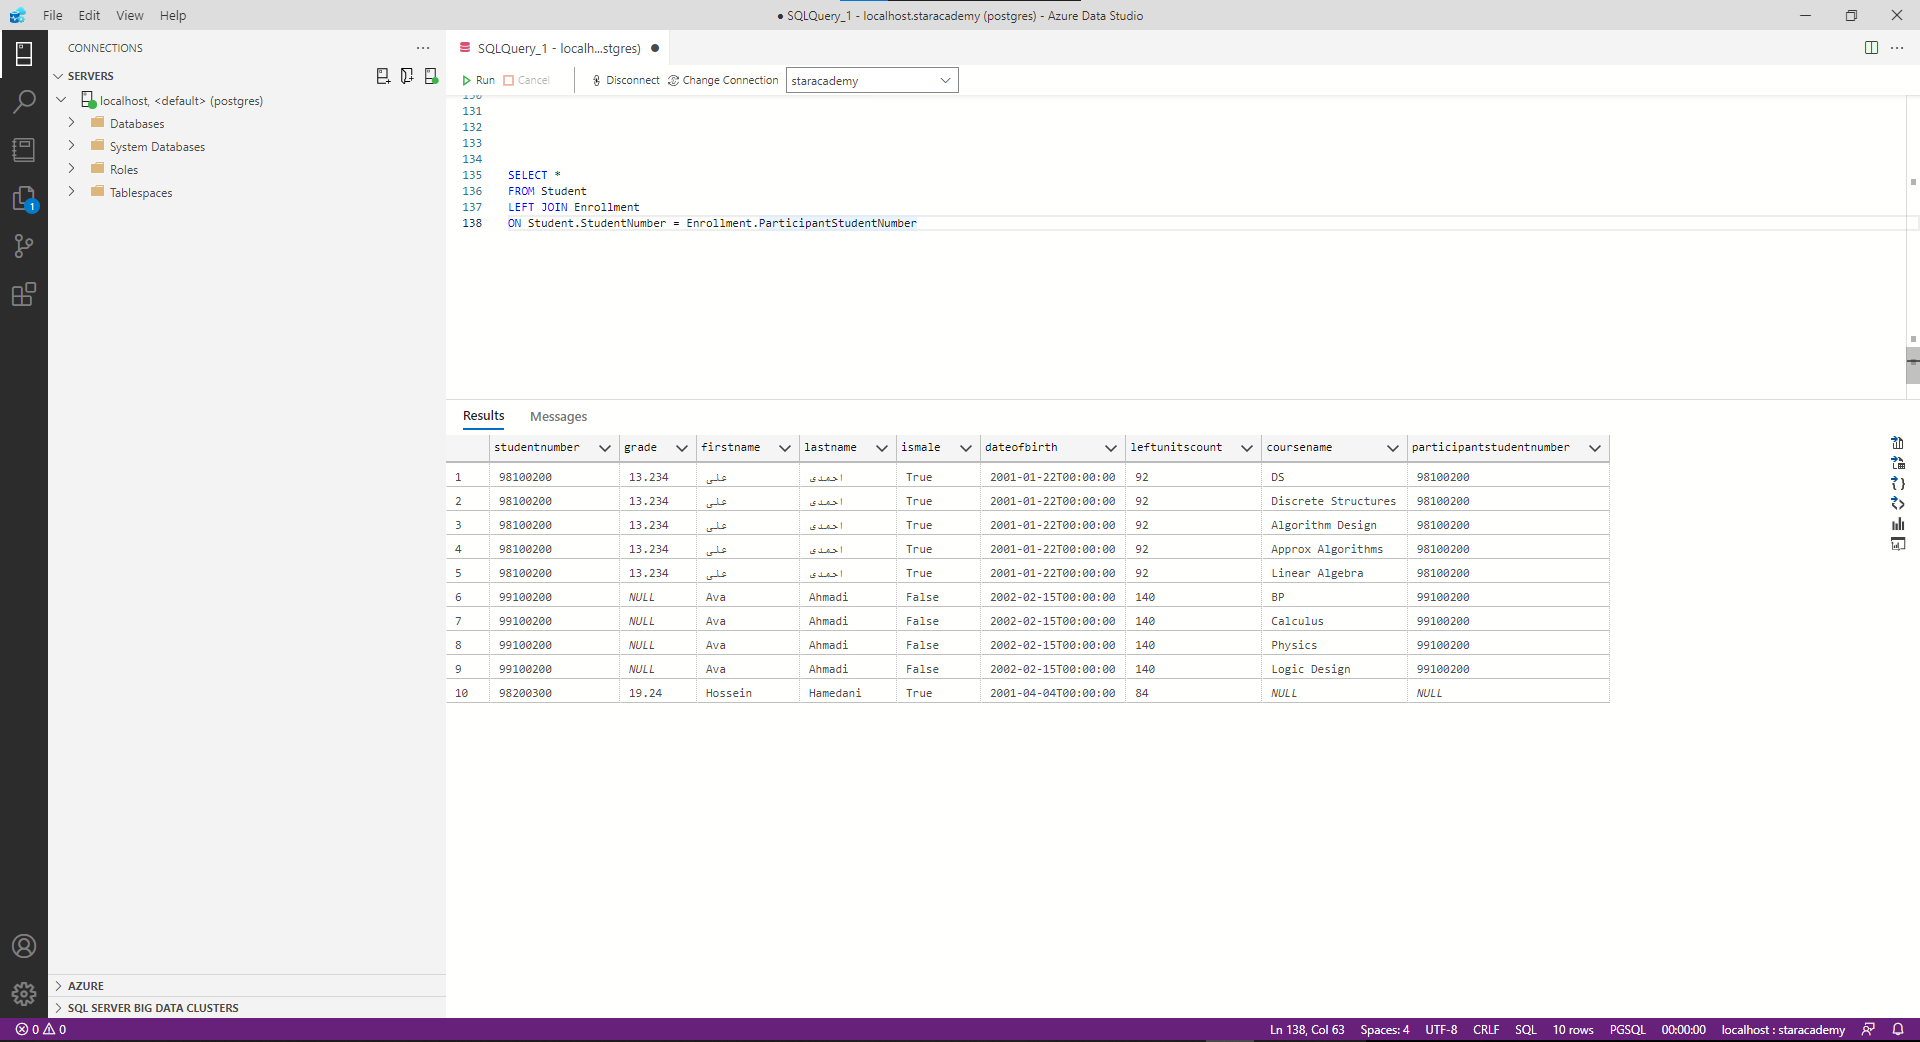 File Edit View Help
● SQLQuery_1 - localhost.staracademy (postgres) - Azure Data Studio
CONNECTIONS
SERVERS
localhost, <default> (postgres)
Databases
System Databases
Roles
Tablespaces
1
AZURE
SQL SERVER BIG DATA CLUSTERS
SQLQuery_1 - localh...stgres) ●
Run Cancel Disconnect Change Connection staracademy
130
131
132
133
134
135 SELECT *
136 FROM Student
137 LEFT JOIN Enrollment
138 ON Student.StudentNumber = Enrollment.ParticipantStudentNumber
Results Messages
studentnumber grade firstname lastname ismale dateofbirth leftunitscount coursename participantstudentnumber
1 98100200 13.234 علی احمدی True 2001-01-22T00:00:00 92 DS 98100200
2 98100200 13.234 علی احمدی True 2001-01-22T00:00:00 92 Discrete Structures 98100200
3 98100200 13.234 علی احمدی True 2001-01-22T00:00:00 92 Algorithm Design 98100200
4 98100200 13.234 علی احمدی True 2001-01-22T00:00:00 92 Approx Algorithms 98100200
5 98100200 13.234 علی احمدی True 2001-01-22T00:00:00 92 Linear Algebra 98100200
6 99100200 NULL Ava Ahmadi False 2002-02-15T00:00:00 140 BP 99100200
7 99100200 NULL Ava Ahmadi False 2002-02-15T00:00:00 140 Calculus 99100200
8 99100200 NULL Ava Ahmadi False 2002-02-15T00:00:00 140 Physics 99100200
9 99100200 NULL Ava Ahmadi False 2002-02-15T00:00:00 140 Logic Design 99100200
10 98200300 19.24 Hossein Hamedani True 2001-04-04T00:00:00 84 NULL NULL
0 0 Ln 138, Col 63 Spaces: 4 UTF-8 CRLF SQL 10 rows PGSQL 00:00:00 localhost : staracademy